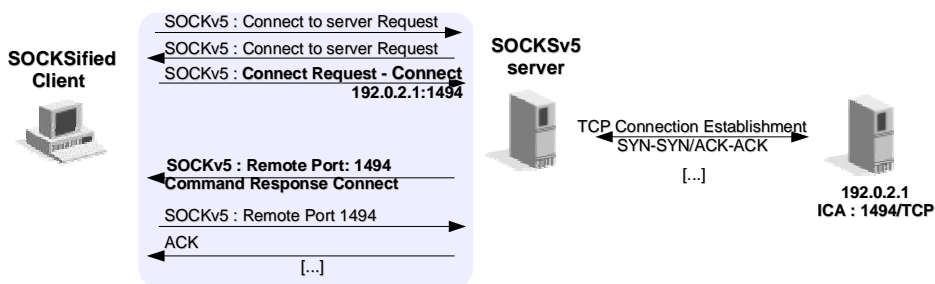 SOCKSified
Client
SOCKv5 : Connect to server Request
SOCKv5 : Connect to server Request
SOCKv5 : Connect Request - Connect
192.0.2.1:1494
SOCKv5 : Remote Port: 1494
Command Response Connect
SOCKv5 : Remote Port 1494
ACK
[...]
SOCKSv5
server
TCP Connection Establishment
SYN-SYN/ACK-ACK
[...]
192.0.2.1
ICA : 1494/TCP